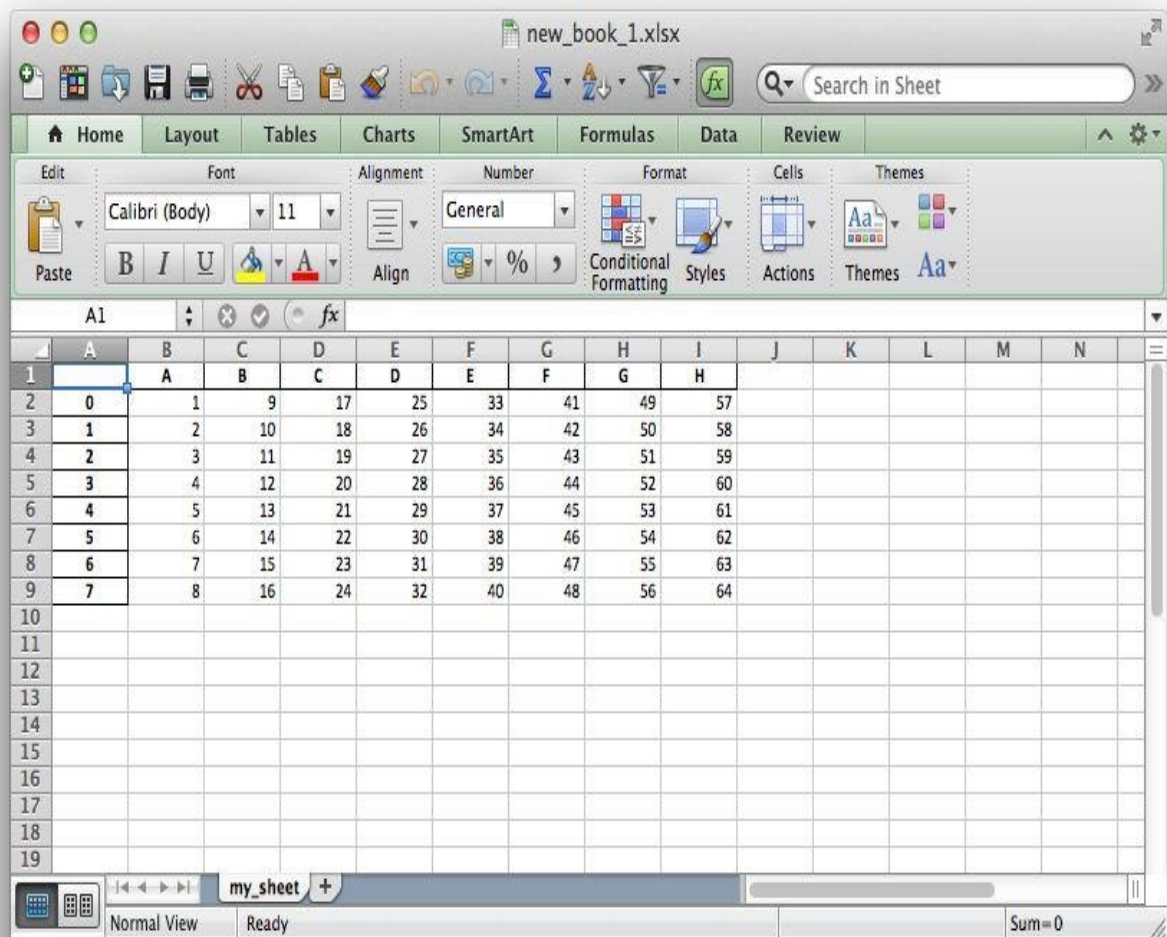 new_book_1.xlsx
Search in Sheet
Home Layout Tables Charts SmartArt Formulas Data Review
Edit Font Alignment Number Format Cells Themes
Calibri (Body) 11 General Aa
B I U A % , Conditional Formatting Styles Actions Themes Aa
Paste Align
A1 fx
A B C D E F G H I J K L M N
1 A B C D E F G H
2 0 1 9 17 25 33 41 49 57
3 1 2 10 18 26 34 42 50 58
4 2 3 11 19 27 35 43 51 59
5 3 4 12 20 28 36 44 52 60
6 4 5 13 21 29 37 45 53 61
7 5 6 14 22 30 38 46 54 62
8 6 7 15 23 31 39 47 55 63
9 7 8 16 24 32 40 48 56 64
10
11
12
13
14
15
16
17
18
19
my_sheet +
Normal View Ready Sum=0